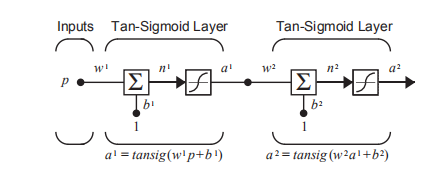 Inputs Tan-Sigmoid Layer Tan-Sigmoid Layer
p w¹ Σ n¹ a¹ w² Σ n² a²
b¹ b²
1 1
a¹ = tansig(w¹p+b¹) a² = tansig(w²a¹+b²)